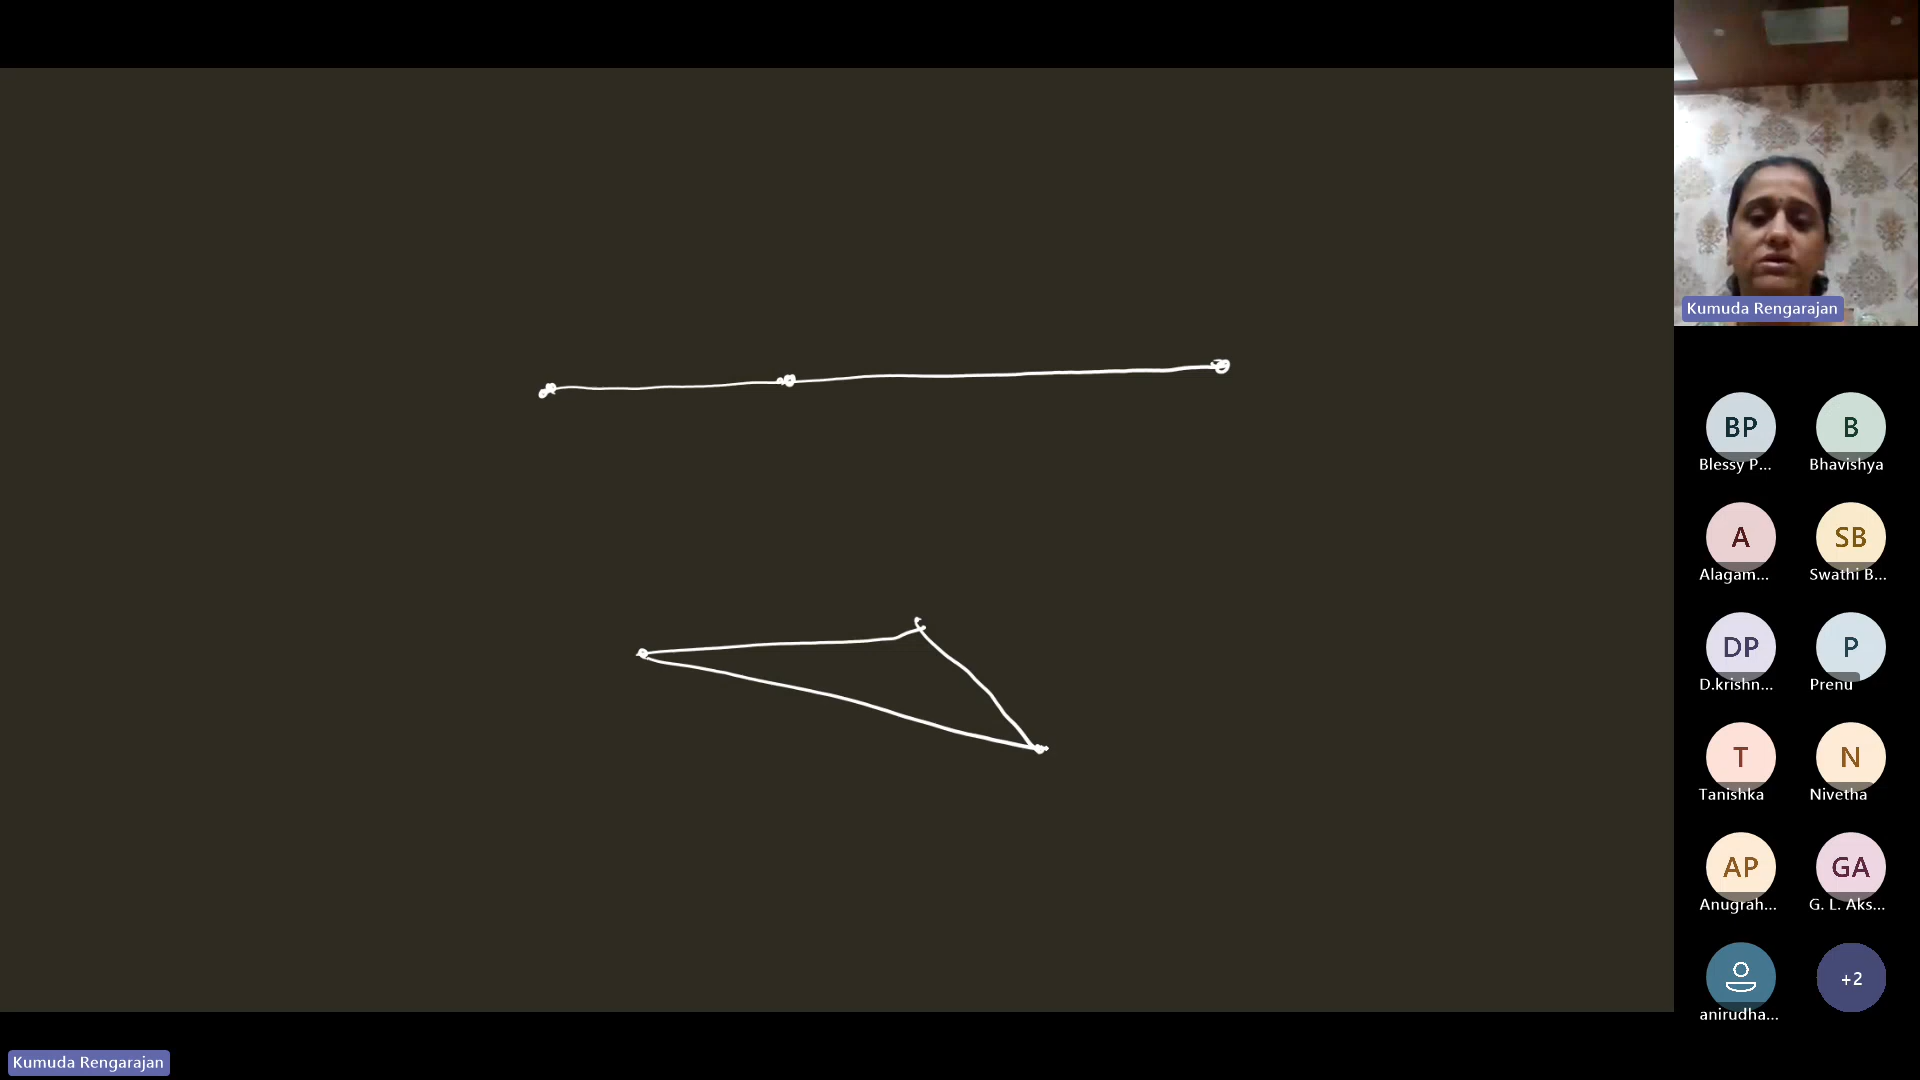 Kumuda Rengarajan
BP
B
Blessy P...
Bhavishya
A
SB
Alagam...
Swathi B...
DP
P
D.krishn...
Prenu
T
N
Tanishka
Nivetha
AP
GA
Anugrah...
G. L. Aks...
+2
anirudha...
Kumuda Rengarajan